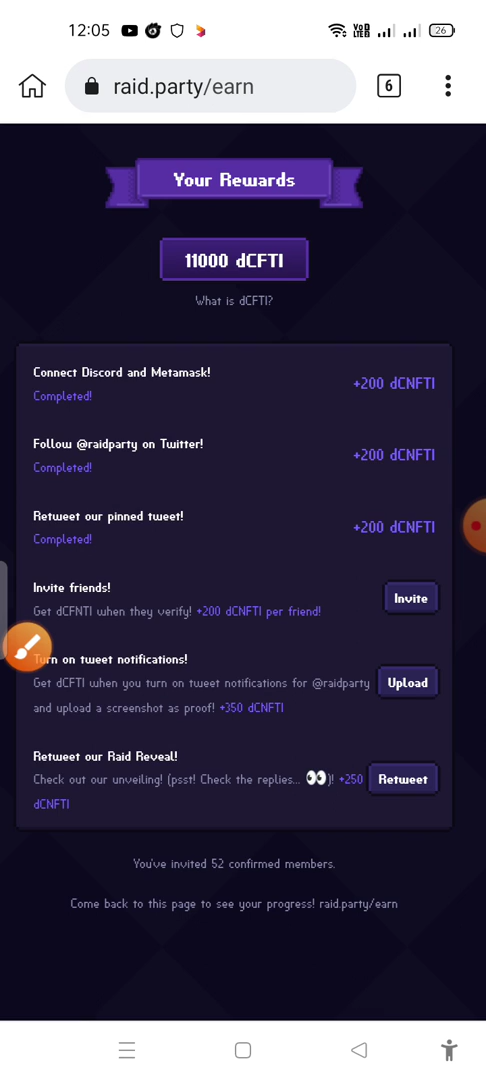 12:05
VoD LTED
26
raid.party/earn
6
Your Rewards
11000 dCFTI
What is dCFTI?
Connect Discord and Metamask!
Completed!
+200 dCNFTI
Follow @raidparty on Twitter!
Completed!
+200 dCNFTI
Retweet our pinned tweet!
Completed!
+200 dCNFTI
Invite friends!
Get dCFNTI when they verify! +200 dCNFTI per friend!
Invite
Turn on tweet notifications!
Get dCFTI when you turn on tweet notifications for @raidparty
and upload a screenshot as proof! +350 dCNFTI
Upload
Retweet our Raid Reveal!
Check out our unveiling! (psst! Check the replies... 👀)! +250
dCNFTI
Retweet
You've invited 52 confirmed members.
Come back to this page to see your progress! raid.party/earn